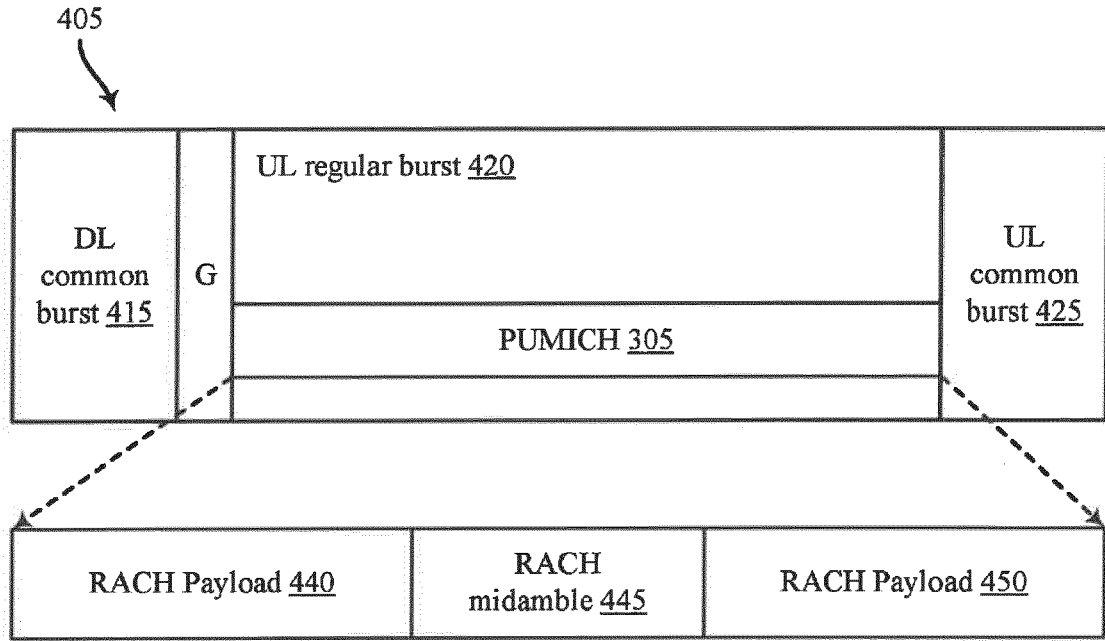 405
UL regular burst 420
DL
common
burst 415
G
UL
common
burst 425
PUMICH 305
RACH Payload 440
RACH
midamble 445
RACH Payload 450